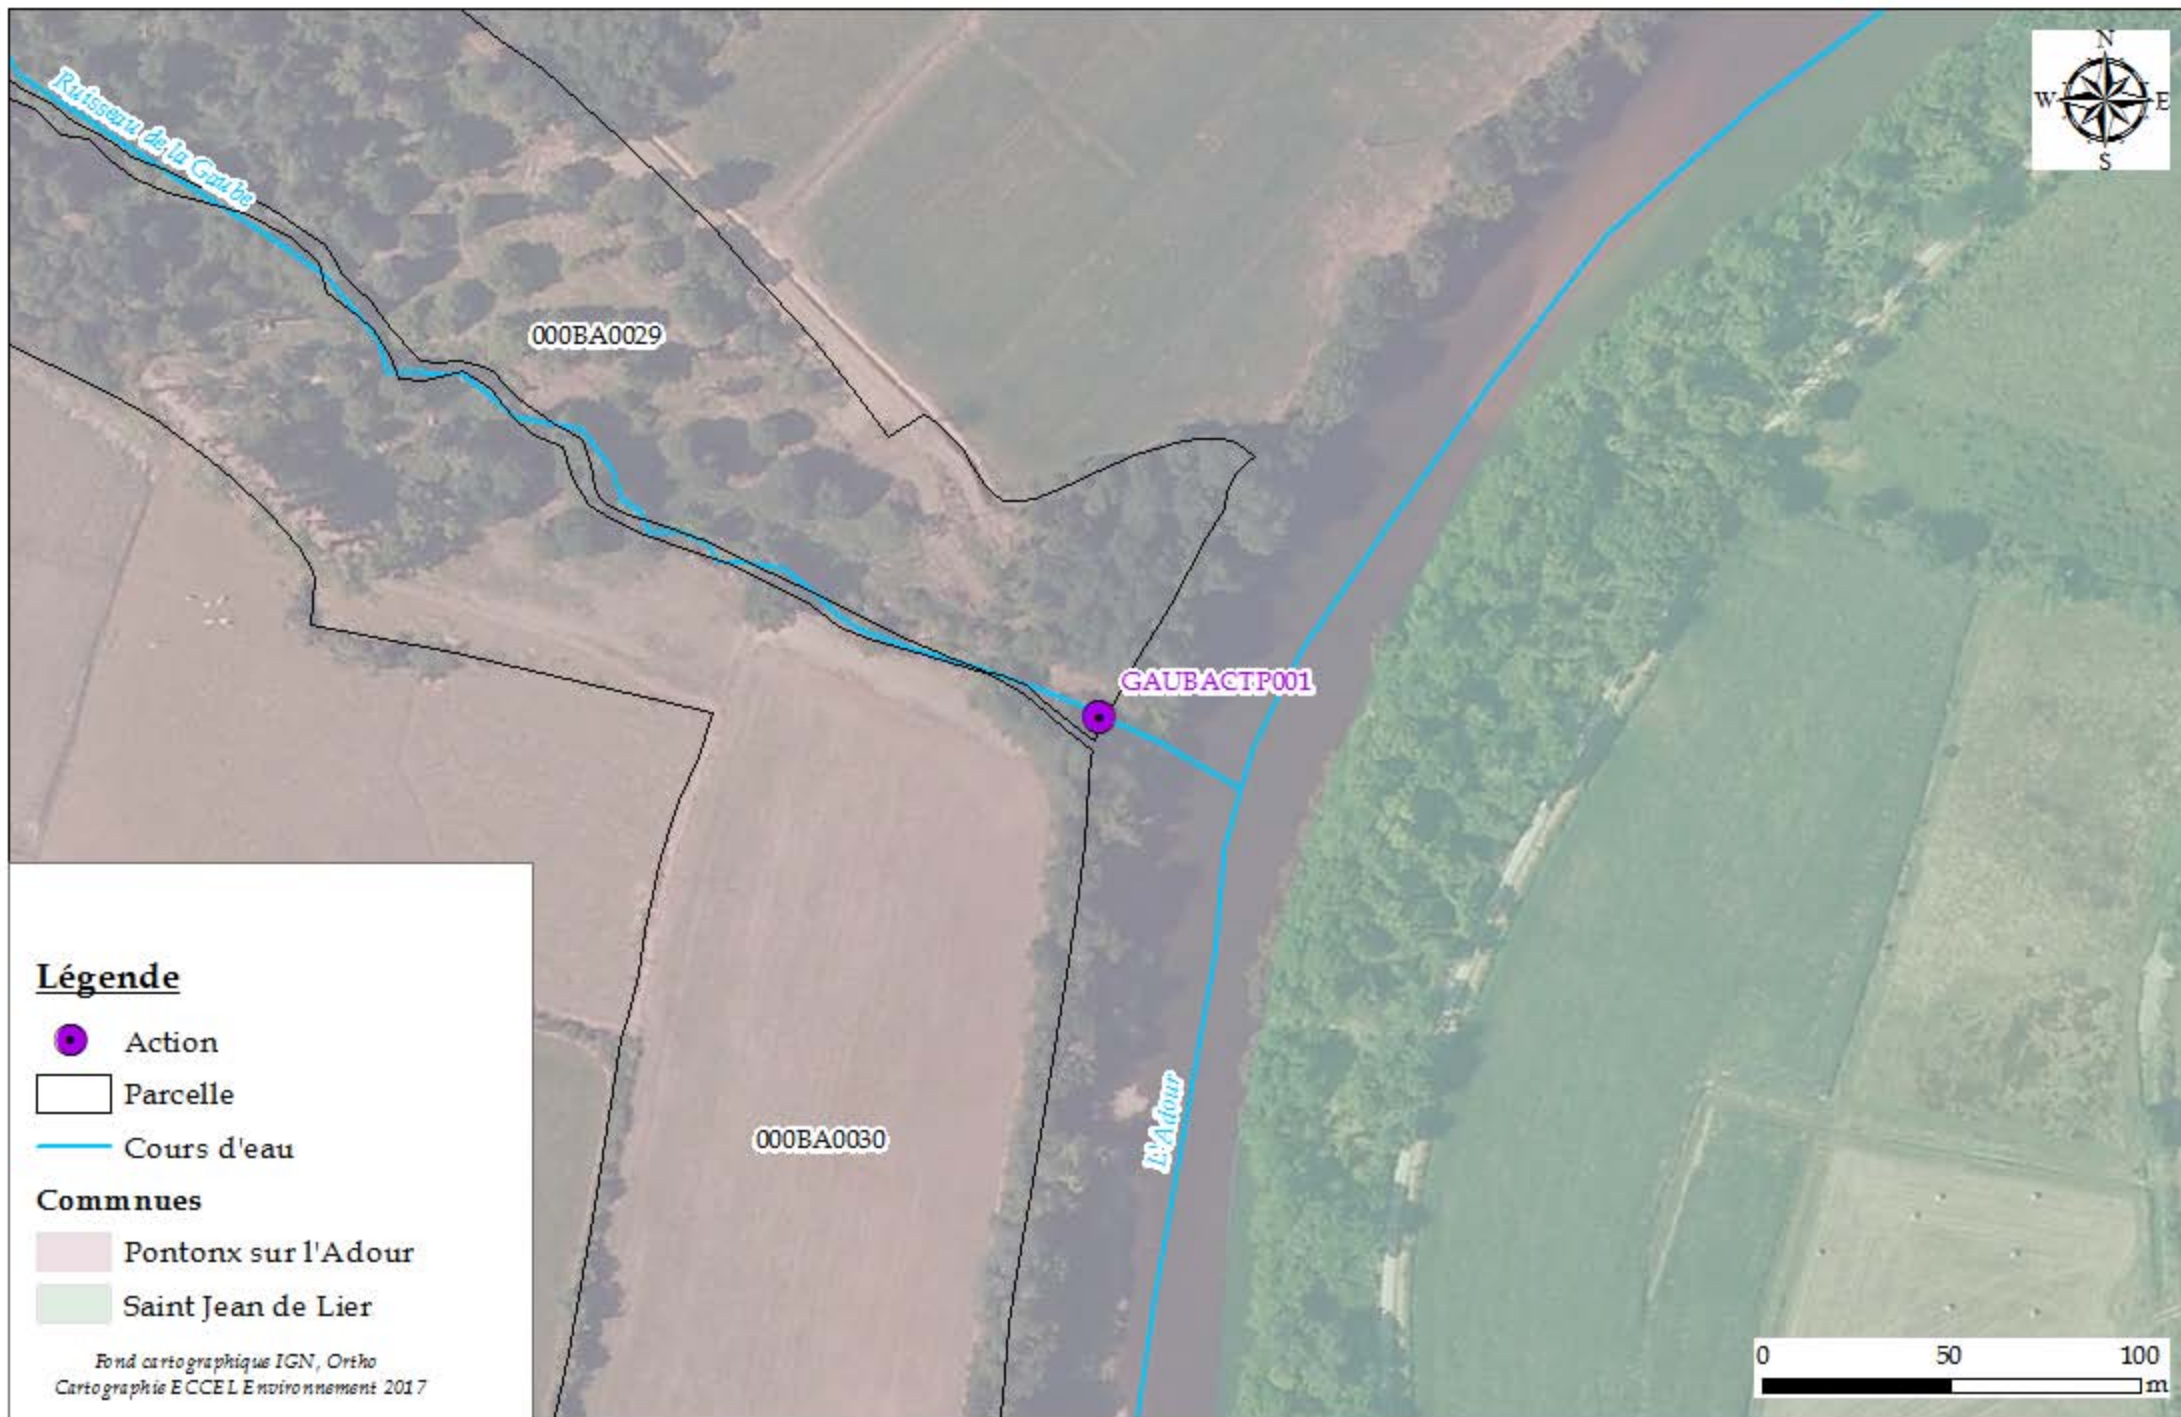 N
W E
S
Ruisseau de la Gaube
000BA0029
GAUBACTP001
000BA0030
L'Adour
Légende
Action
Parcelle
Cours d'eau
Commnues
Pontonx sur l'Adour
Saint Jean de Lier
Fond cartographique IGN, Ortho
Cartographie ECCEL Environnement 2017
0 50 100
m